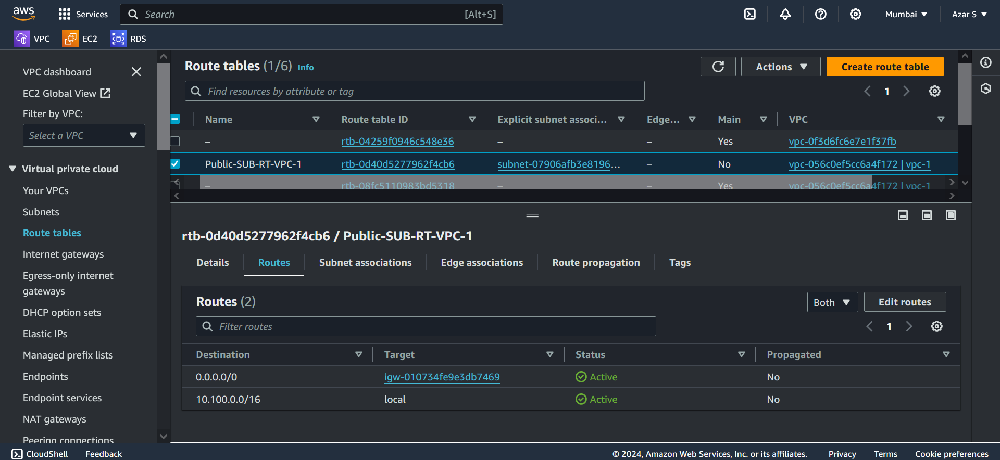 aws Services Search [Alt+S] Mumbai Azar S
VPC EC2 RDS
VPC dashboard
EC2 Global View
Filter by VPC:
Select a VPC
Virtual private cloud
Your VPCs
Subnets
Route tables
Internet gateways
Egress-only internet
gateways
DHCP option sets
Elastic IPs
Managed prefix lists
Endpoints
Endpoint services
NAT gateways
Peering connections
Route tables (1/6) Info Actions Create route table
Find resources by attribute or tag 1
Name Route table ID Explicit subnet associ... Edge... Main VPC
– rtb-04259f0946c548e36 – – Yes vpc-0f3d6fc6e7e1f37fb
Public-SUB-RT-VPC-1 rtb-0d40d5277962f4cb6 subnet-07906afb3e8196... – No vpc-056c0ef5cc6a4f172 | vpc-1
– rtb-08fc5110983bd5318 – – Yes vpc-056c0ef5cc6a4f172 | vpc-1
rtb-0d40d5277962f4cb6 / Public-SUB-RT-VPC-1
Details Routes Subnet associations Edge associations Route propagation Tags
Routes (2) Both Edit routes
Filter routes 1
Destination Target Status Propagated
0.0.0.0/0 igw-010734fe9e3db7469 Active No
10.100.0.0/16 local Active No
CloudShell Feedback © 2024, Amazon Web Services, Inc. or its affiliates. Privacy Terms Cookie preferences